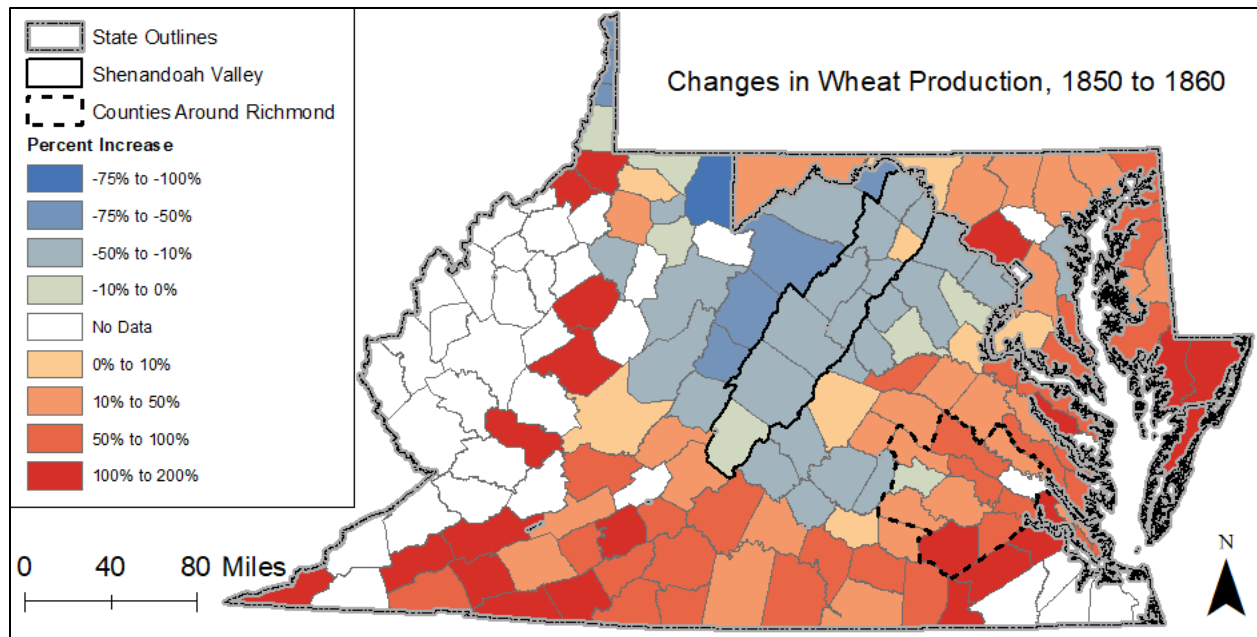 State Outlines
Shenandoah Valley
Counties Around Richmond
Percent Increase
-75% to -100%
-75% to -50%
-50% to -10%
-10% to 0%
No Data
0% to 10%
10% to 50%
50% to 100%
100% to 200%
Changes in Wheat Production, 1850 to 1860
0 40 80 Miles
N